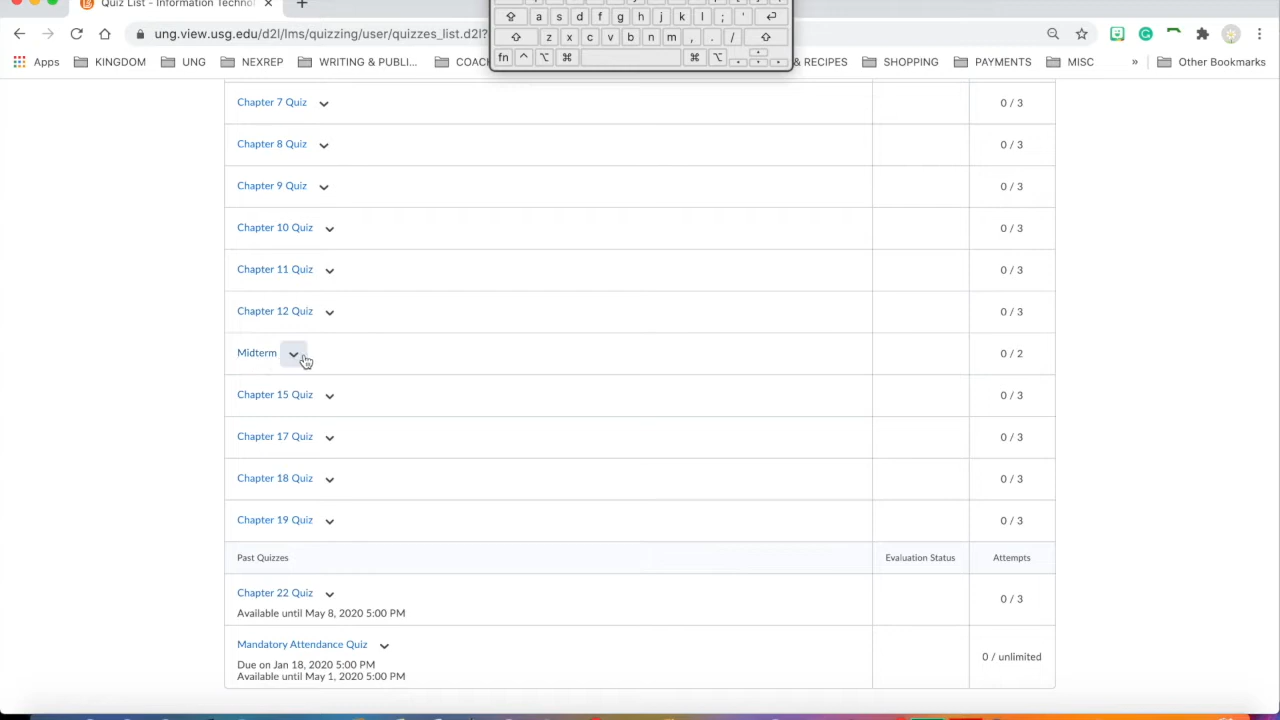 Quiz List - Information Technol × +
ung.view.usg.edu/d2l/lms/quizzing/user/quizzes_list.d2l?
a s d f g h j k l ; '
z x c v b n m , . /
fn ^ ⌥ ⌘ ⌘ ⌥
Apps KINGDOM UNG NEXREP WRITING & PUBLI... COAC & RECIPES SHOPPING PAYMENTS MISC » Other Bookmarks
Chapter 7 Quiz 0 / 3
Chapter 8 Quiz 0 / 3
Chapter 9 Quiz 0 / 3
Chapter 10 Quiz 0 / 3
Chapter 11 Quiz 0 / 3
Chapter 12 Quiz 0 / 3
Midterm 0 / 2
Chapter 15 Quiz 0 / 3
Chapter 17 Quiz 0 / 3
Chapter 18 Quiz 0 / 3
Chapter 19 Quiz 0 / 3
Past Quizzes Evaluation Status Attempts
Chapter 22 Quiz 0 / 3
Available until May 8, 2020 5:00 PM
Mandatory Attendance Quiz 0 / unlimited
Due on Jan 18, 2020 5:00 PM
Available until May 1, 2020 5:00 PM